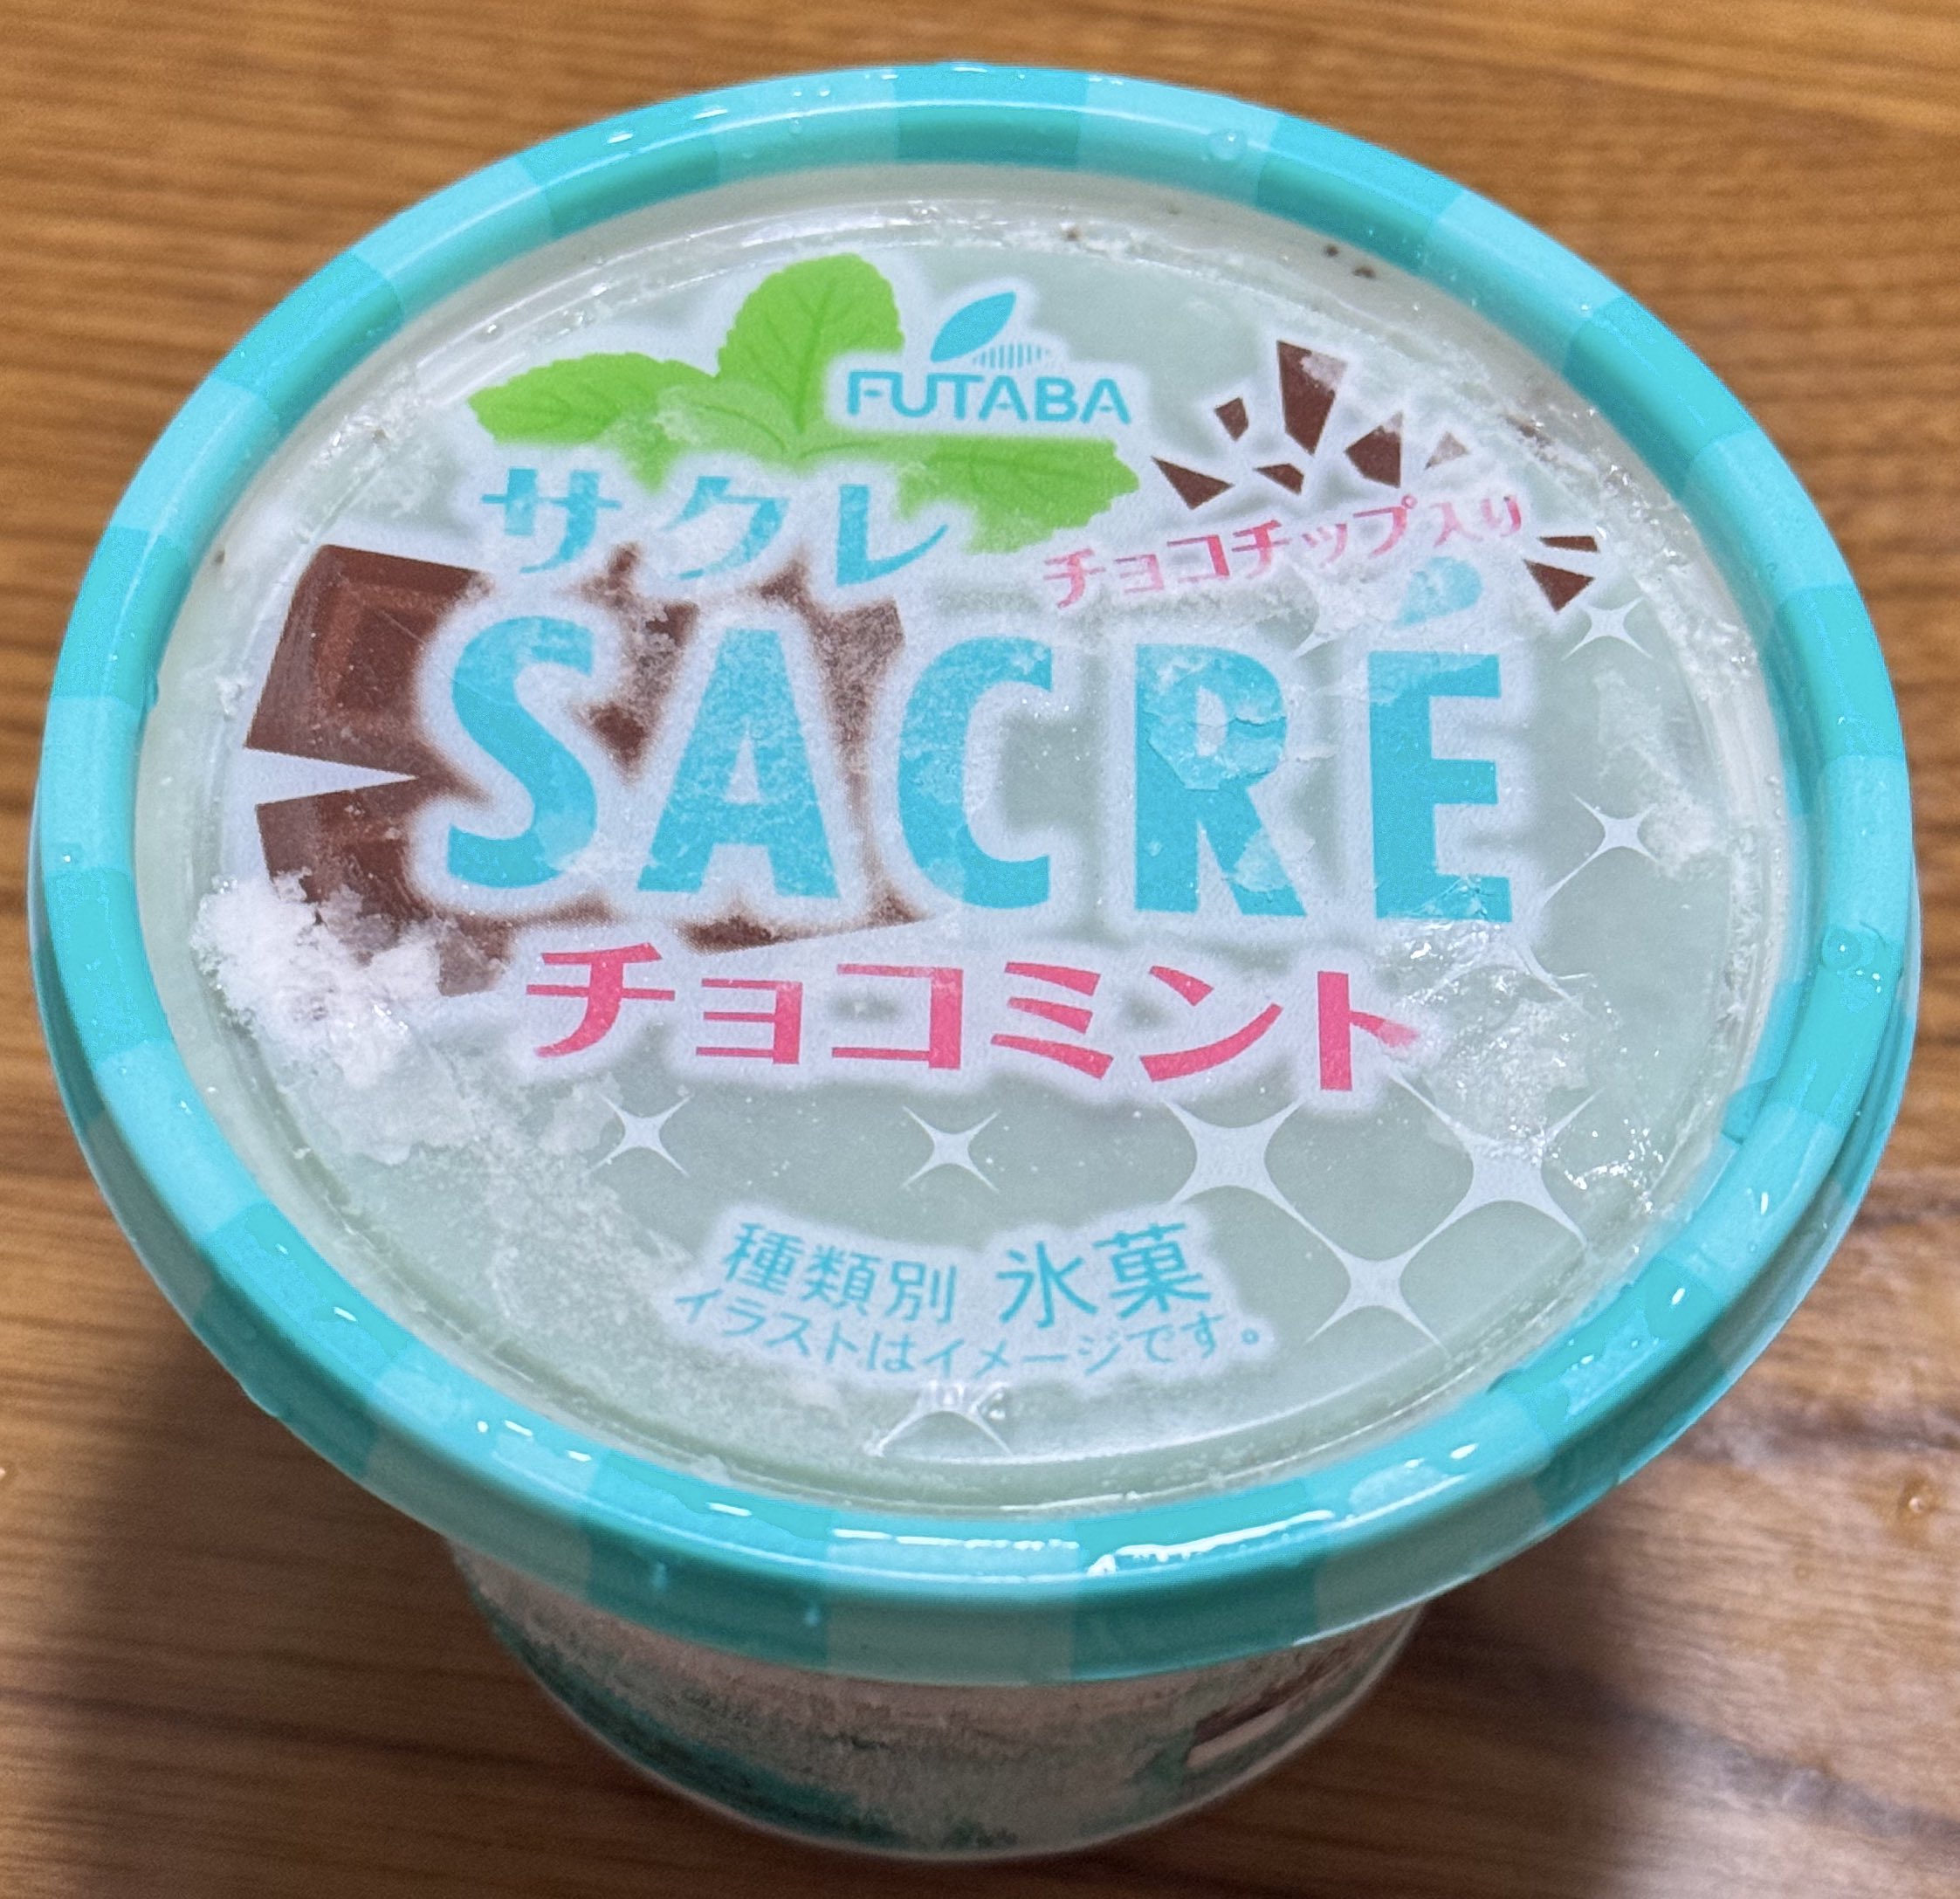 FUTABA
サクレ
チョコチップ入り
SACRÉ
チョコミント
種類別 氷菓
イラストはイメージです。